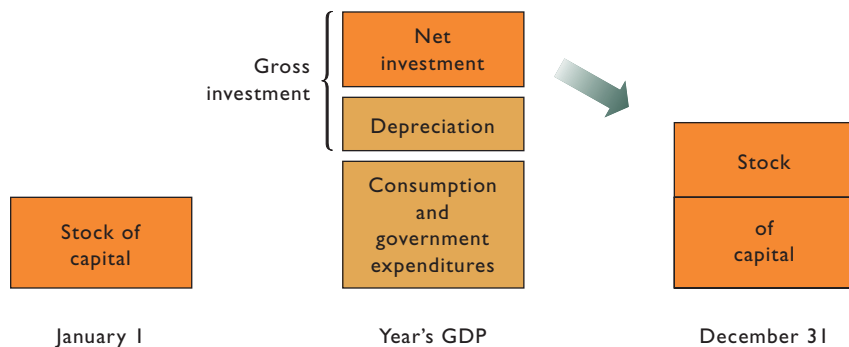 Net
investment
Gross
investment
Depreciation
Stock
Consumption
and
government
expenditures
Stock of
capital
of
capital
January 1
Year's GDP
December 31